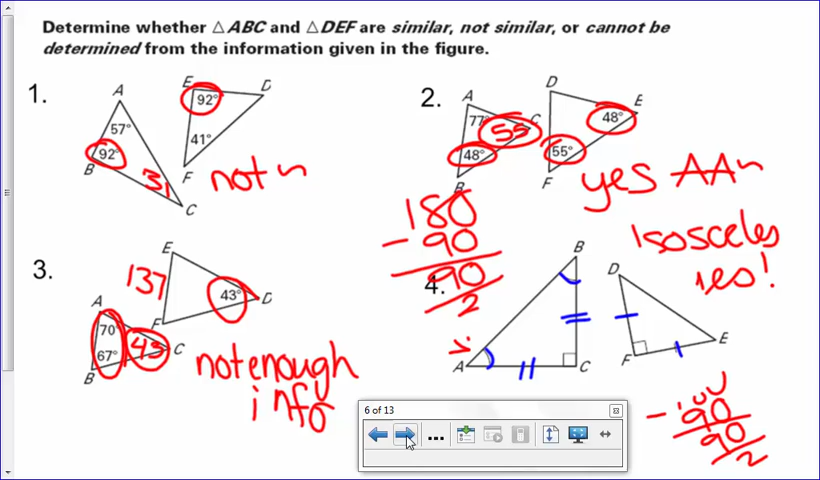 Determine whether △ABC and △DEF are similar, not similar, or cannot be
determined from the information given in the figure.
1.
A
57°
92°
B
31
C
E
D
92°
41°
F
not ~
2.
A
77°
C
55
48°
B
D
E
48°
55°
F
yes AA~
180
- 90
90
2
Isosceles
yes!
3.
E
137
43°
D
F
A
70°
67°
B
43
C
not enough
info
4.
B
A
C
D
E
F
- 90
90
2
6 of 13